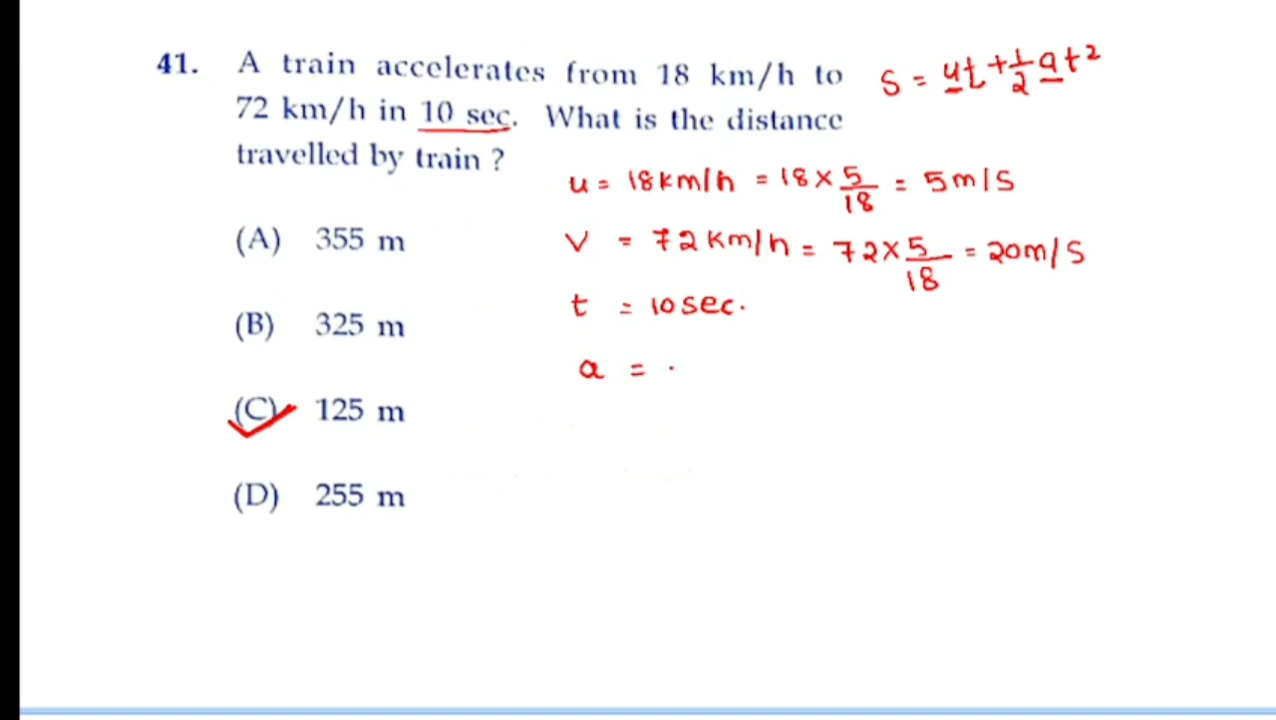 41. A train accelerates from 18 km/h to
72 km/h in 10 sec. What is the distance
travelled by train ?
S = ut + 1/2 at²
u = 18km/h = 18 × 5/18 = 5m/s
v = 72km/h = 72 × 5/18 = 20m/s
t = 10sec.
a = .
(A) 355 m
(B) 325 m
(C) 125 m
(D) 255 m